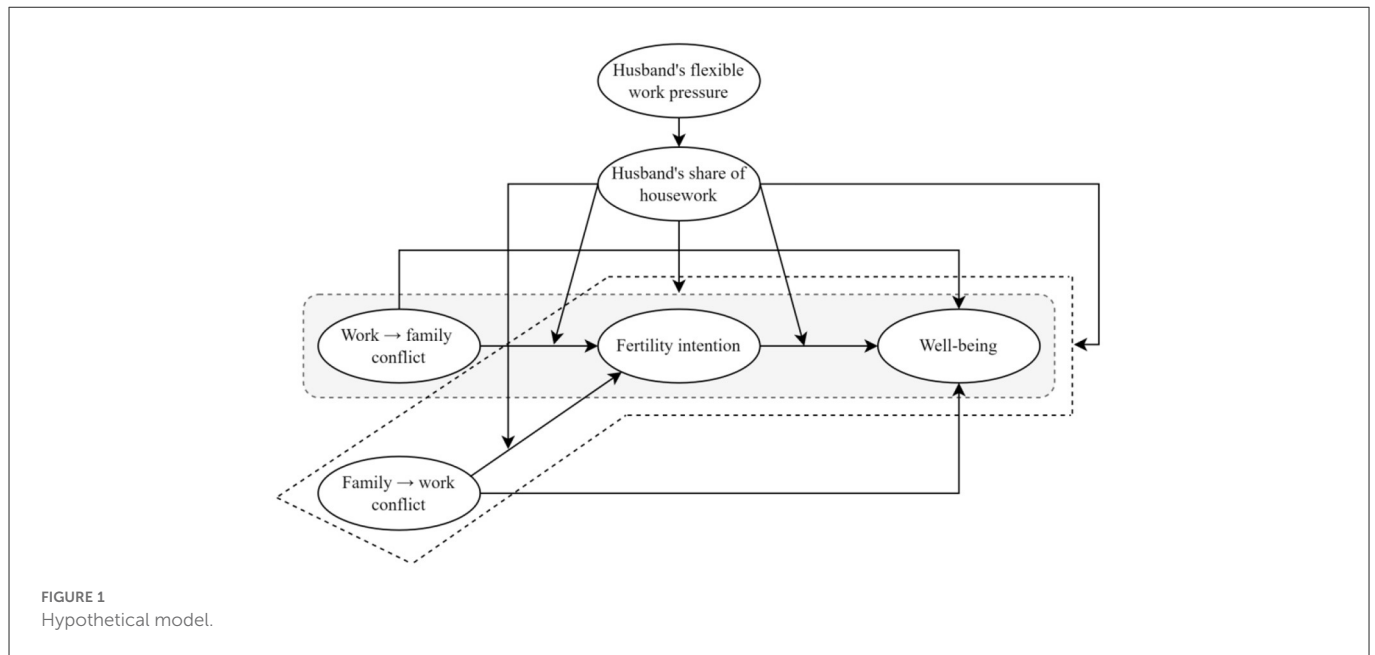 Husband's flexible
work pressure
Husband's share of
housework
Work → family
conflict
Fertility intention
Well-being
Family → work
conflict
FIGURE 1
Hypothetical model.